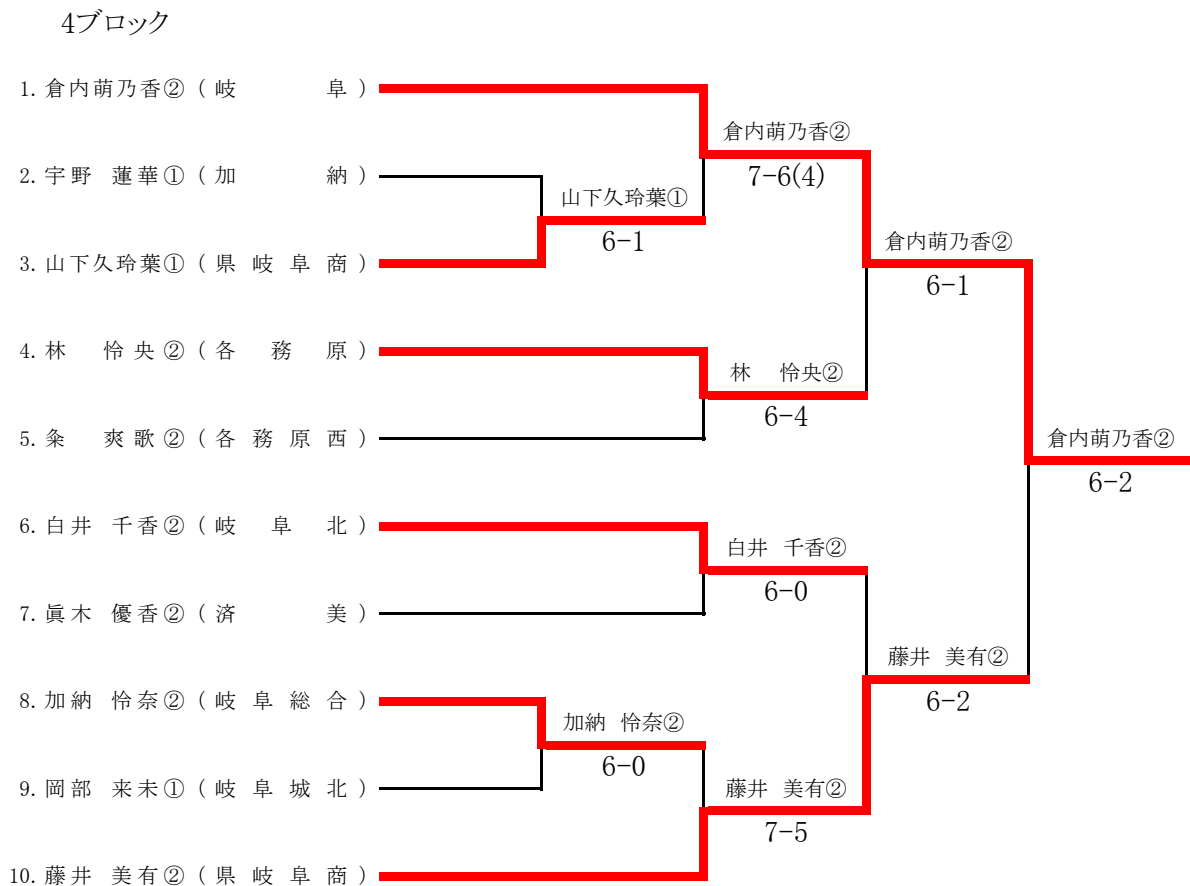 4ブロック
1. 倉内萌乃香② ( 岐 阜 )
倉内萌乃香②
7-6(4)
2. 宇野 蓮華① ( 加 納 )
山下久玲葉①
6-1
倉内萌乃香②
6-1
3. 山下久玲葉① ( 県 岐 阜 商 )
4. 林 怜央② ( 各 務 原 )
林 怜央②
6-4
5. 粂 爽歌② ( 各 務 原 西 )
倉内萌乃香②
6-2
6. 白井 千香② ( 岐 阜 北 )
白井 千香②
6-0
7. 眞木 優香② ( 済 美 )
藤井 美有②
6-2
8. 加納 怜奈② ( 岐 阜 総 合 )
加納 怜奈②
6-0
9. 岡部 来未① ( 岐 阜 城 北 )
藤井 美有②
7-5
10. 藤井 美有② ( 県 岐 阜 商 )